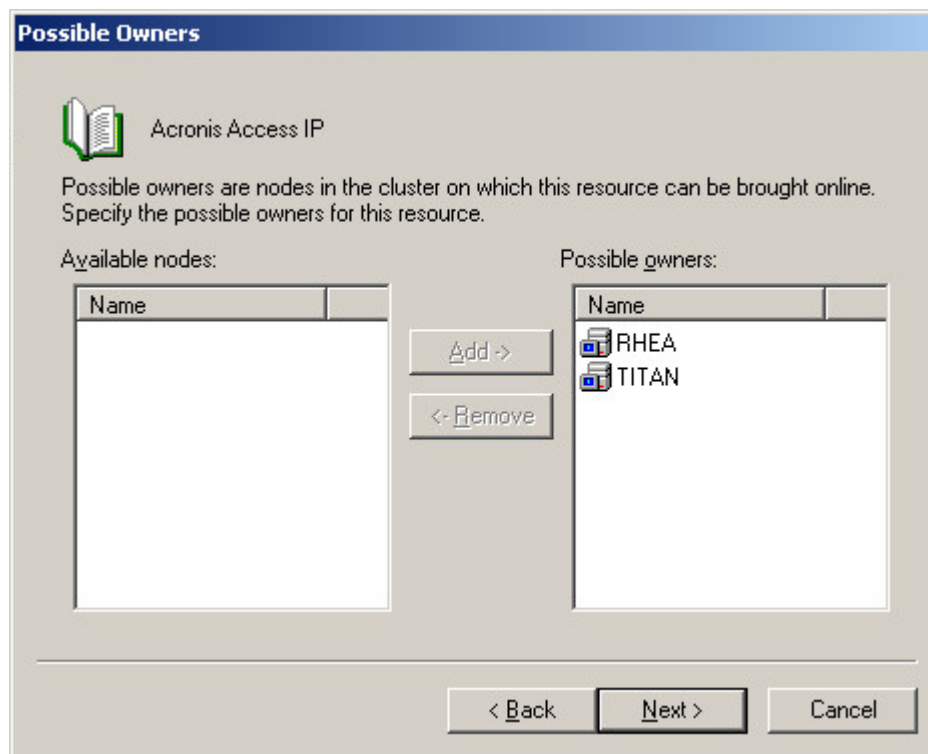 Possible Owners
Acronis Access IP
Possible owners are nodes in the cluster on which this resource can be brought online.
Specify the possible owners for this resource.
Available nodes:
Name
Add ->
<- Remove
Possible owners:
Name
RHEA
TITAN
< Back
Next >
Cancel